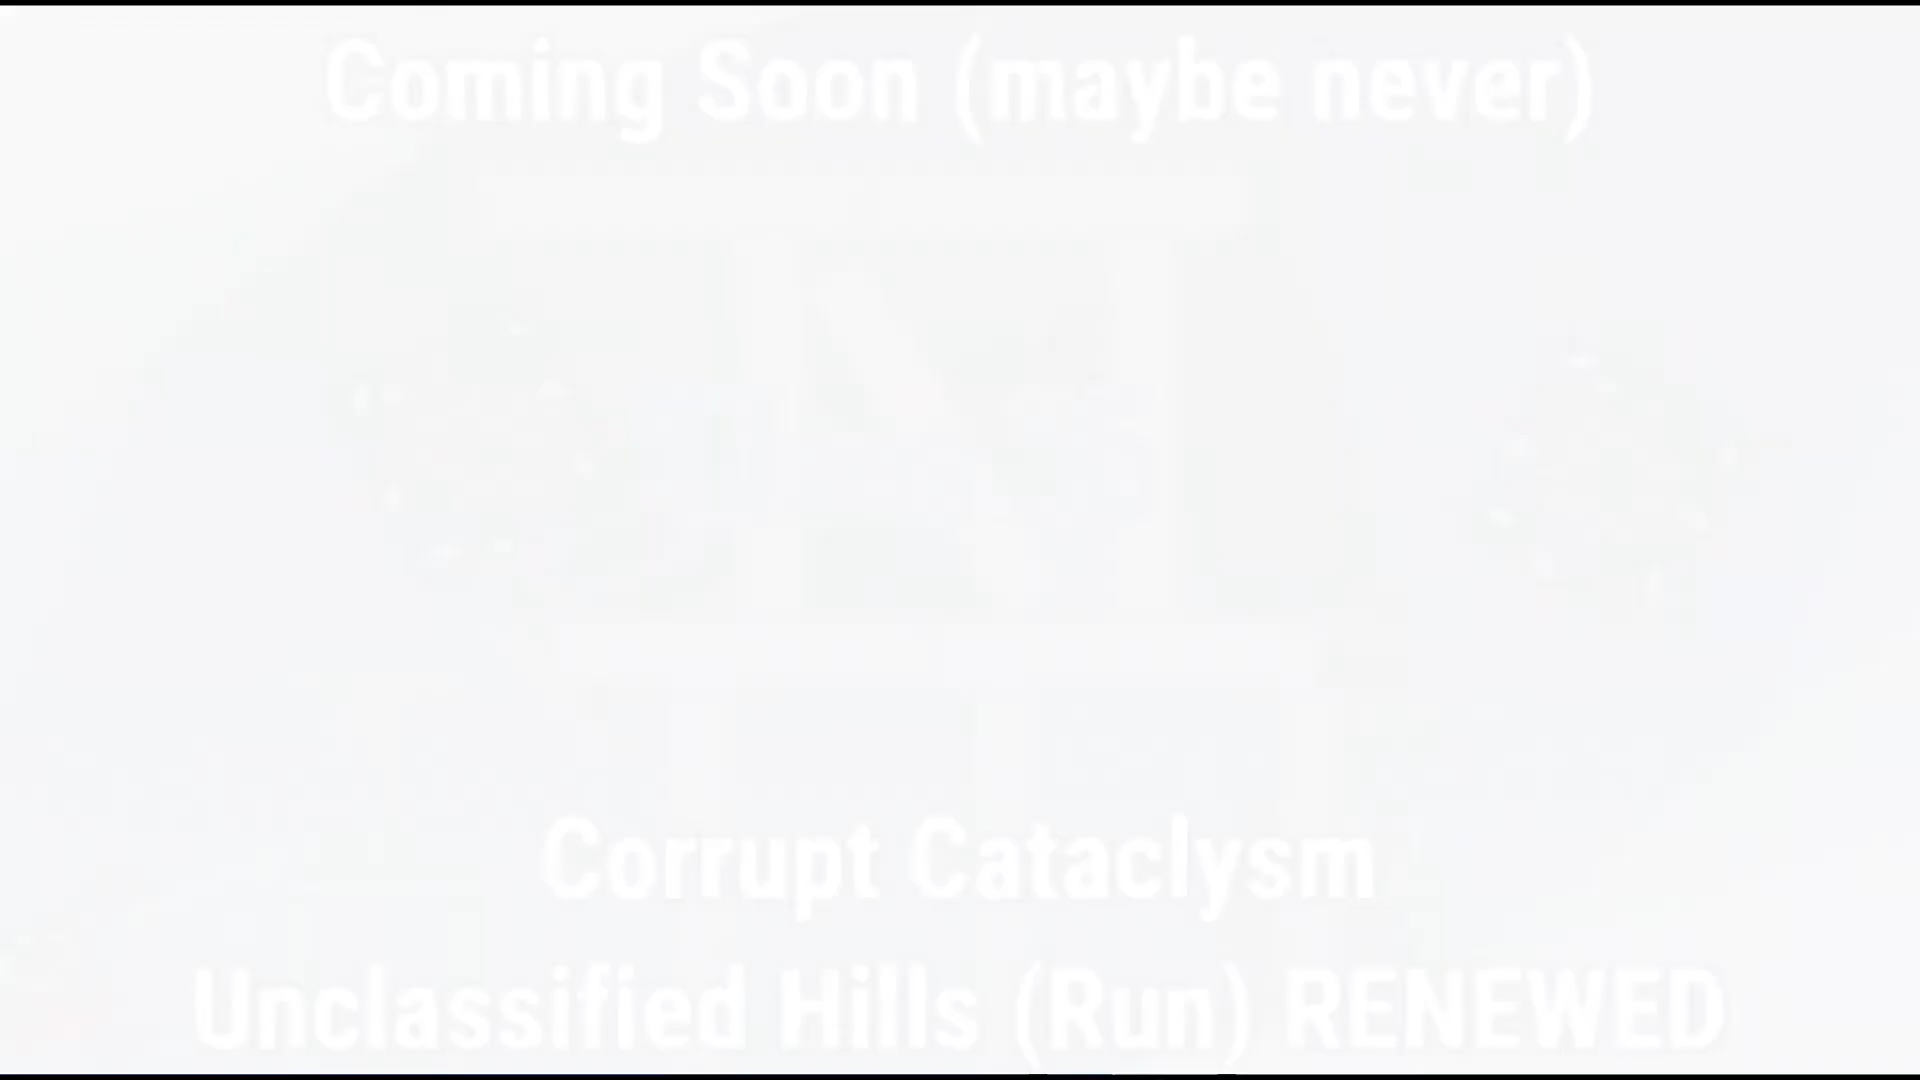 Coming Soon (maybe never)
Corrupt Cataclysm
Unclassified Hills (Run) RENEWED